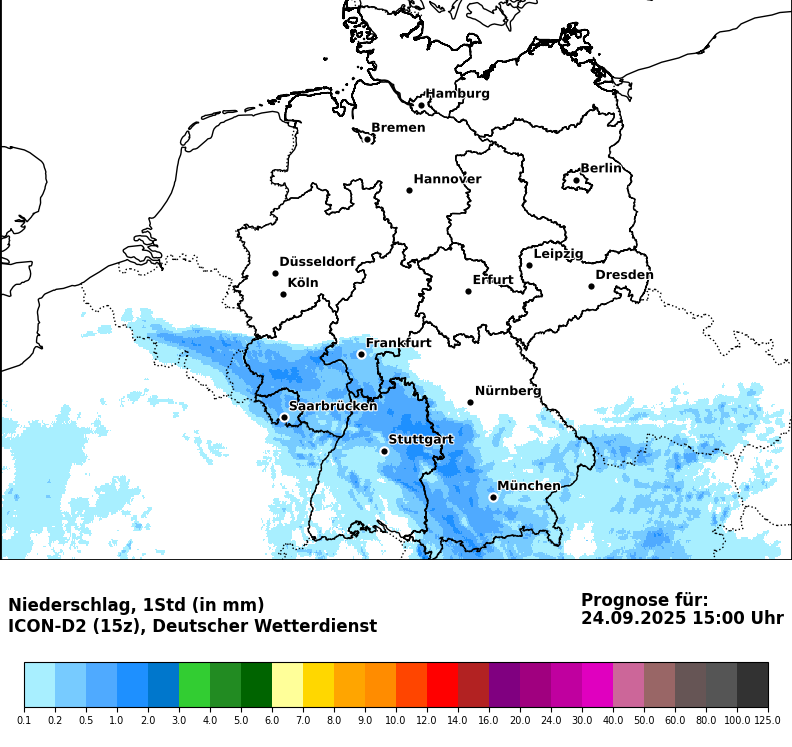 Hamburg
Bremen
Berlin
Hannover
Leipzig
Düsseldorf
Dresden
Köln
Erfurt
Frankfurt
Nürnberg
Saarbrücken
Stuttgart
München
Niederschlag, 1Std (in mm)
ICON-D2 (15z), Deutscher Wetterdienst
Prognose für:
24.09.2025 15:00 Uhr
0.1 0.2 0.5 1.0 2.0 3.0 4.0 5.0 6.0 7.0 8.0 9.0 10.0 12.0 14.0 16.0 20.0 24.0 30.0 40.0 50.0 60.0 80.0 100.0 125.0